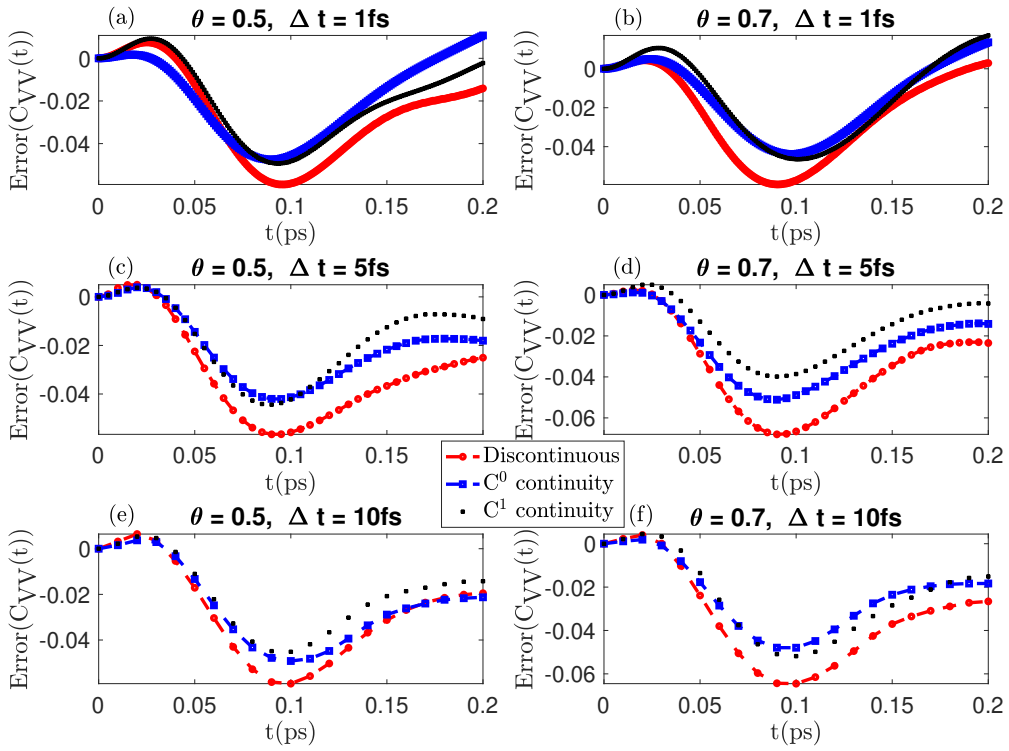 (a) θ = 0.5, Δ t = 1fs
Error(C_VV(t))
0
-0.02
-0.04
0 0.05 0.1 0.15 0.2
t(ps)
(b) θ = 0.7, Δ t = 1fs
Error(C_VV(t))
0
-0.02
-0.04
0 0.05 0.1 0.15 0.2
t(ps)
(c) θ = 0.5, Δ t = 5fs
Error(C_VV(t))
0
-0.02
-0.04
0 0.05 0.1 0.15 0.2
t(ps)
(d) θ = 0.7, Δ t = 5fs
Error(C_VV(t))
0
-0.02
-0.04
-0.06
0 0.05 0.1 0.15 0.2
t(ps)
Discontinuous
C⁰ continuity
C¹ continuity
(e) θ = 0.5, Δ t = 10fs
Error(C_VV(t))
0
-0.02
-0.04
0 0.05 0.1 0.15 0.2
t(ps)
(f) θ = 0.7, Δ t = 10fs
Error(C_VV(t))
0
-0.02
-0.04
-0.06
0 0.05 0.1 0.15 0.2
t(ps)